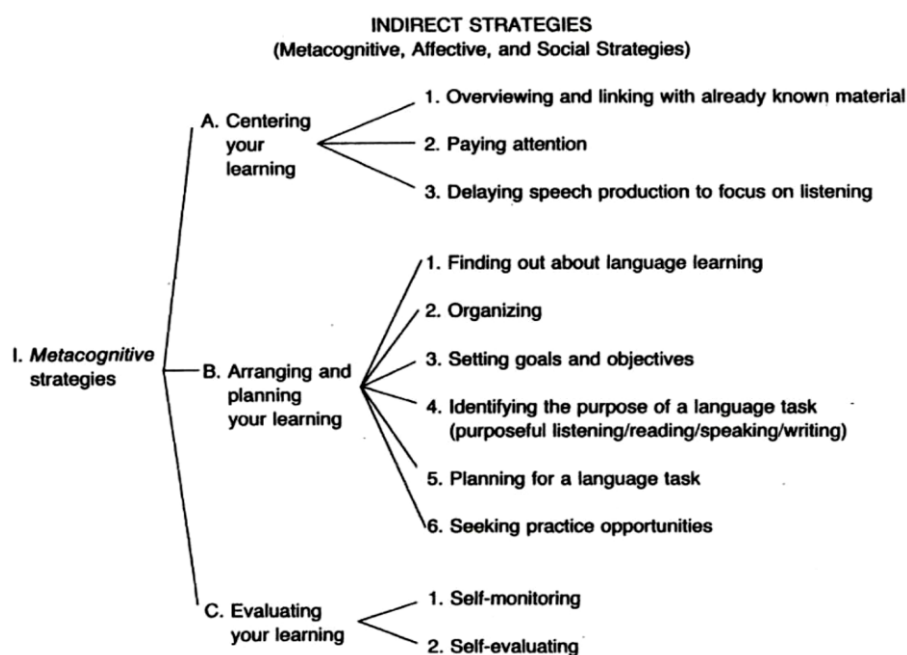 INDIRECT STRATEGIES
(Metacognitive, Affective, and Social Strategies)
1. Overviewing and linking with already known material
A. Centering
your
learning
2. Paying attention
3. Delaying speech production to focus on listening
1. Finding out about language learning
2. Organizing
I. Metacognitive
strategies
3. Setting goals and objectives
B. Arranging and
planning
your learning
4. Identifying the purpose of a language task
(purposeful listening/reading/speaking/writing)
5. Planning for a language task
6. Seeking practice opportunities
C. Evaluating
your learning
1. Self-monitoring
2. Self-evaluating